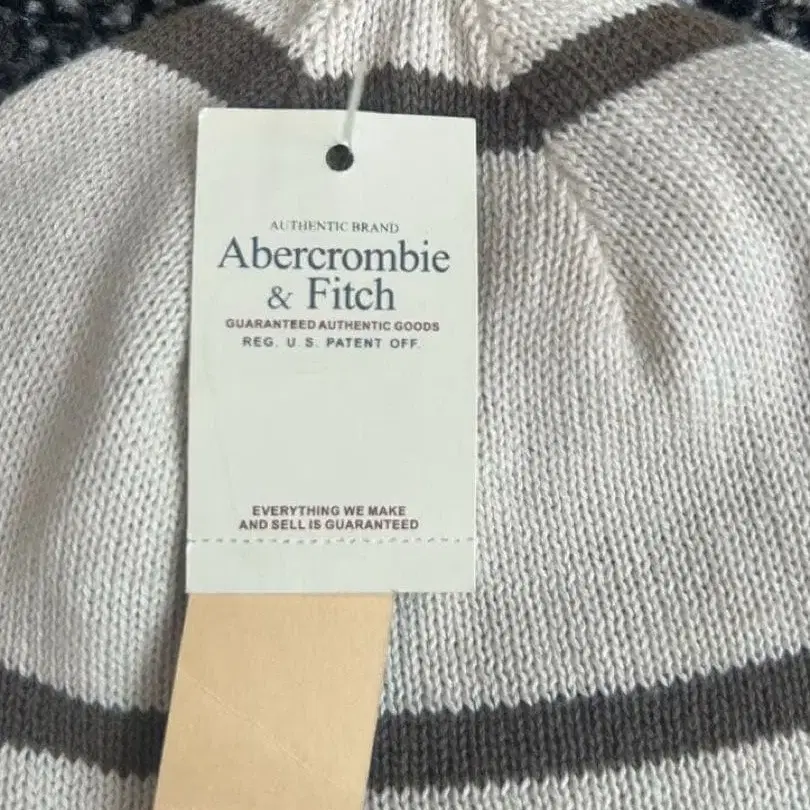 AUTHENTIC BRAND
Abercrombie
& Fitch
GUARANTEED AUTHENTIC GOODS
REG. U. S. PATENT OFF.
EVERYTHING WE MAKE
AND SELL IS GUARANTEED